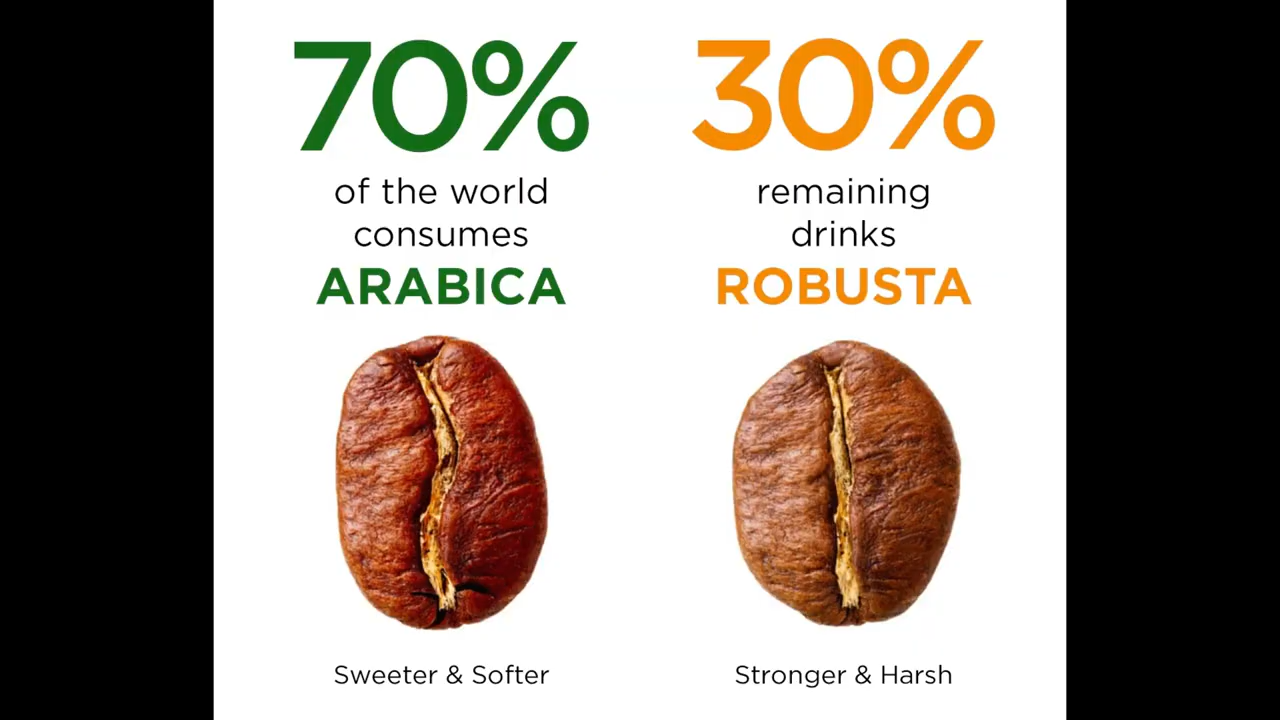 70%
of the world
consumes
ARABICA
Sweeter & Softer
30%
remaining
drinks
ROBUSTA
Stronger & Harsh